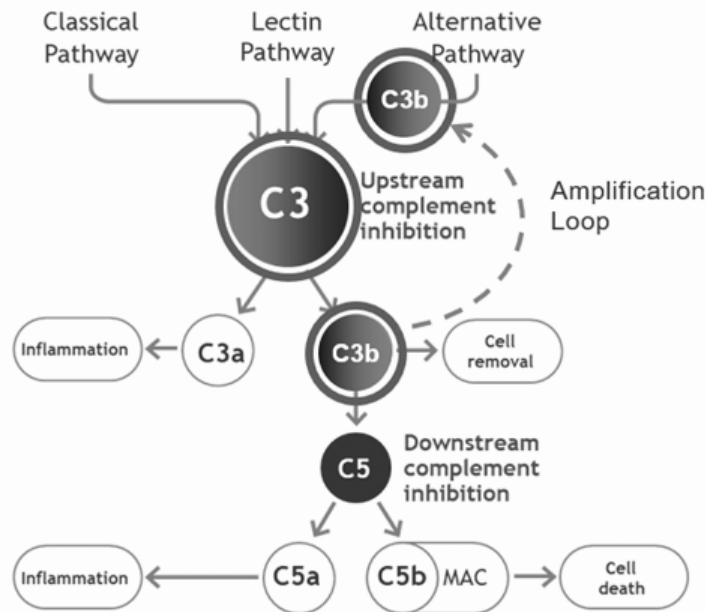 Classical
Pathway
Lectin
Pathway
Alternative
Pathway
C3b
C3
Upstream
complement
inhibition
Amplification
Loop
Inflammation
C3a
C3b
Cell
removal
C5
Downstream
complement
inhibition
Inflammation
C5a
C5b
MAC
Cell
death